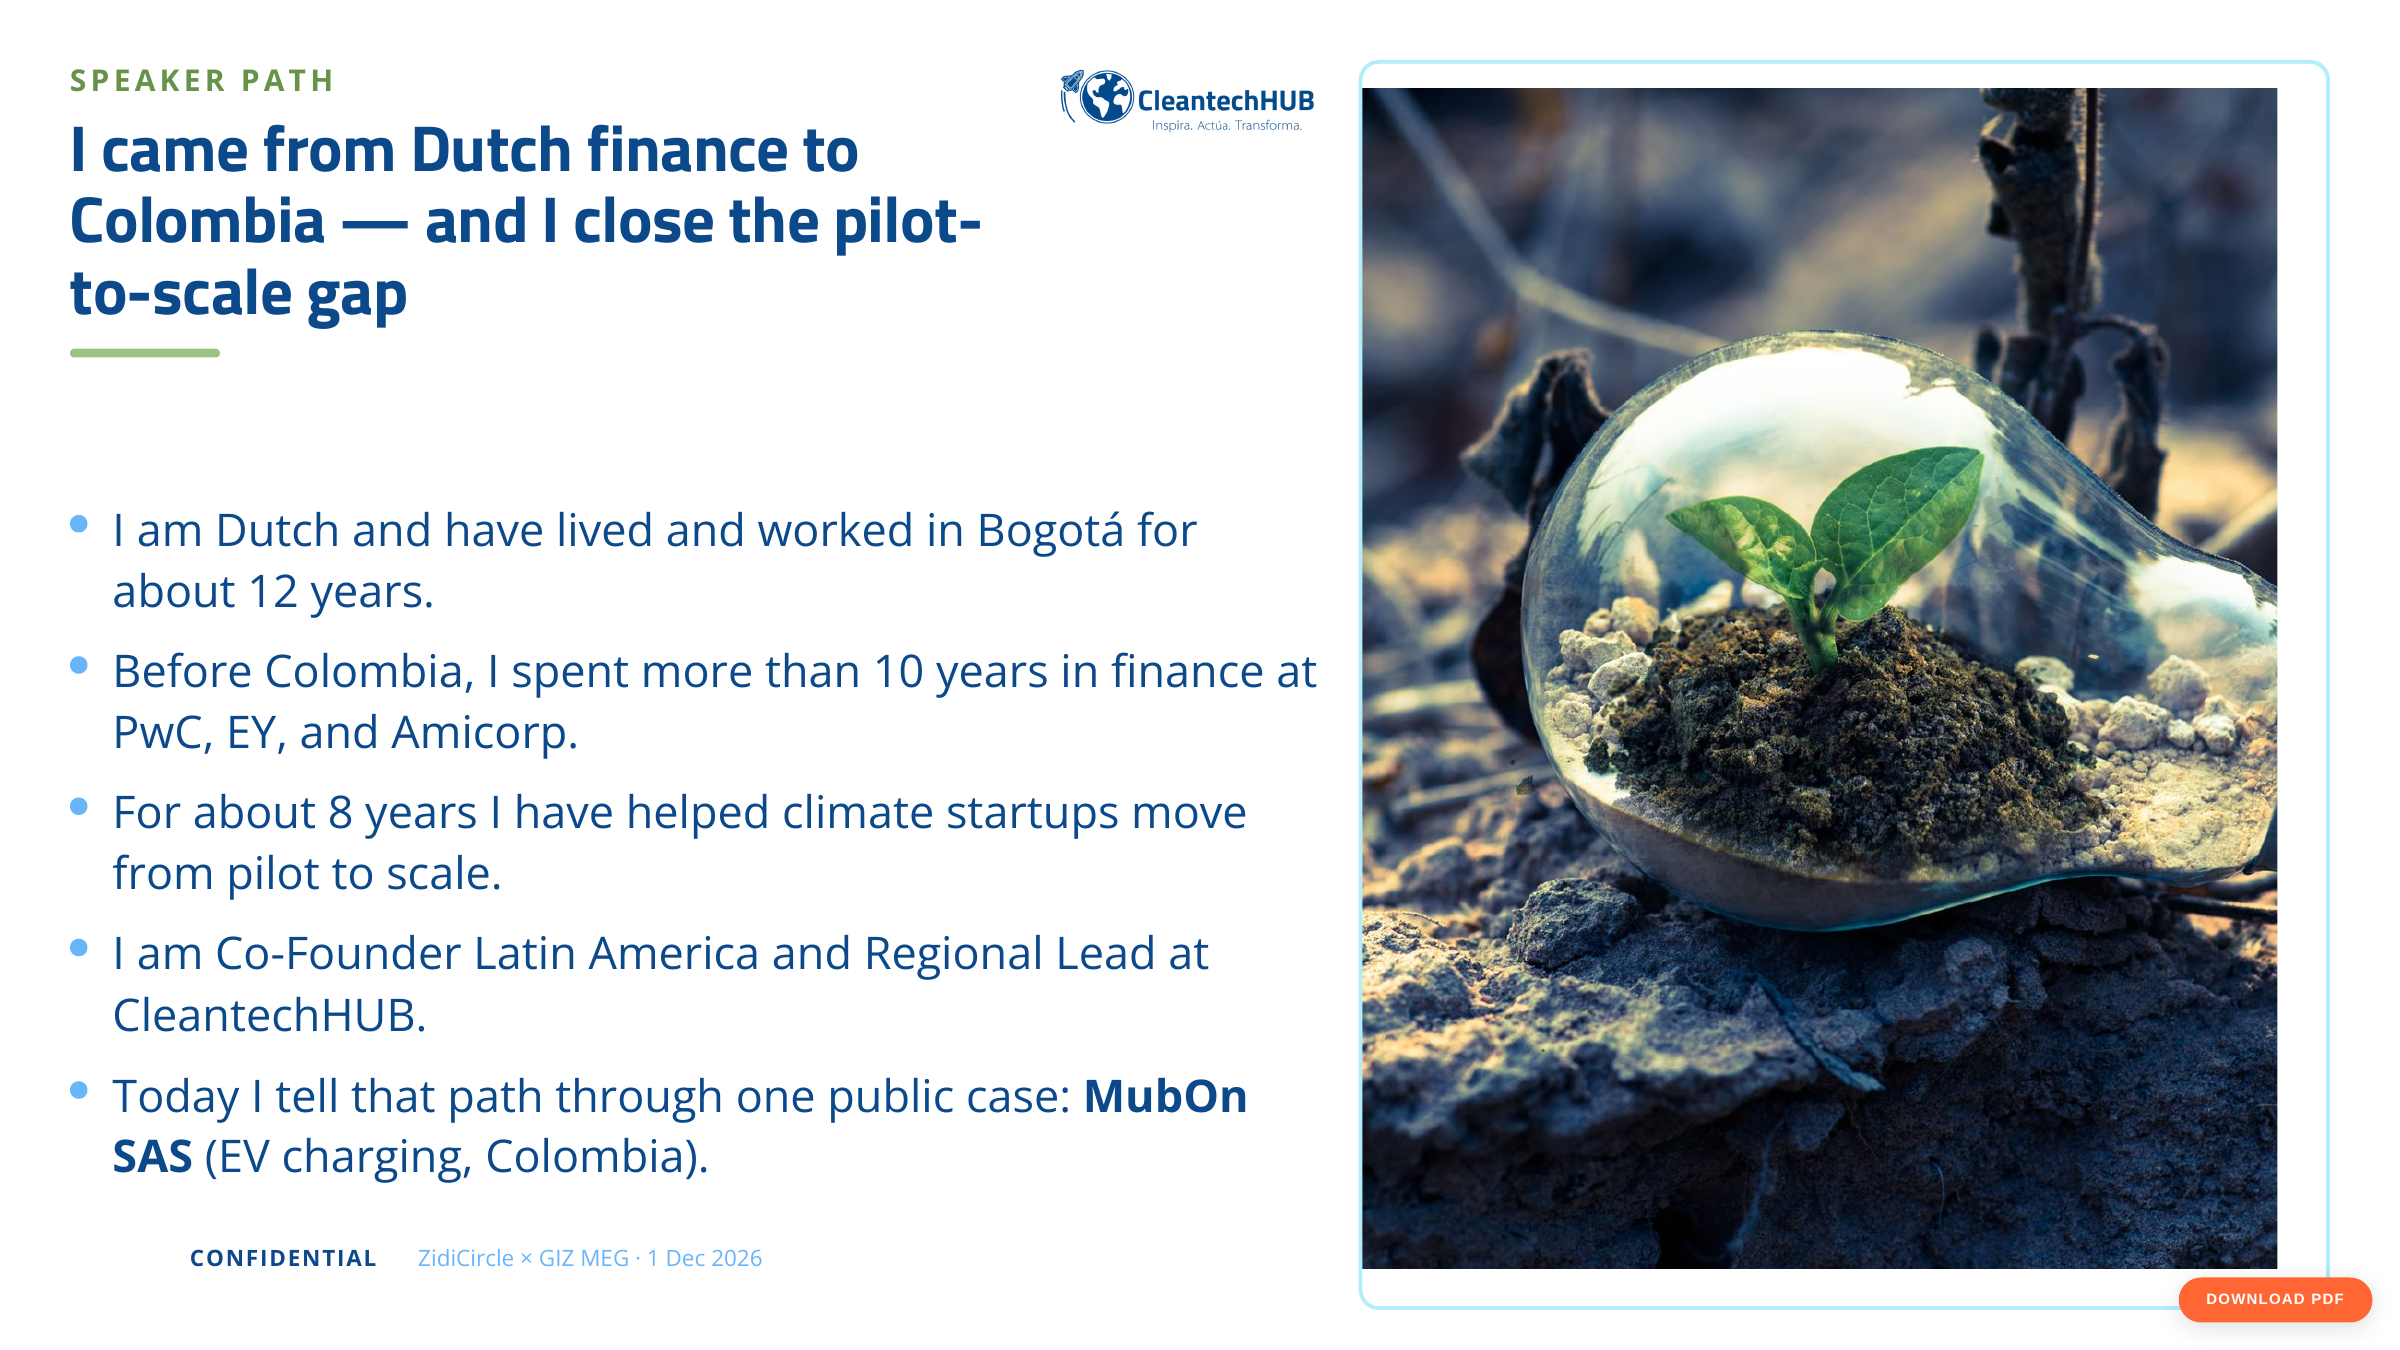 SPEAKER PATH
CleantechHUB
Inspira. Actúa. Transforma.
I came from Dutch finance to
Colombia — and I close the pilot-
to-scale gap
• I am Dutch and have lived and worked in Bogotá for
about 12 years.
• Before Colombia, I spent more than 10 years in finance at
PwC, EY, and Amicorp.
• For about 8 years I have helped climate startups move
from pilot to scale.
• I am Co-Founder Latin America and Regional Lead at
CleantechHUB.
• Today I tell that path through one public case: MubOn
SAS (EV charging, Colombia).
CONFIDENTIAL ZidiCircle × GIZ MEG · 1 Dec 2026
DOWNLOAD PDF